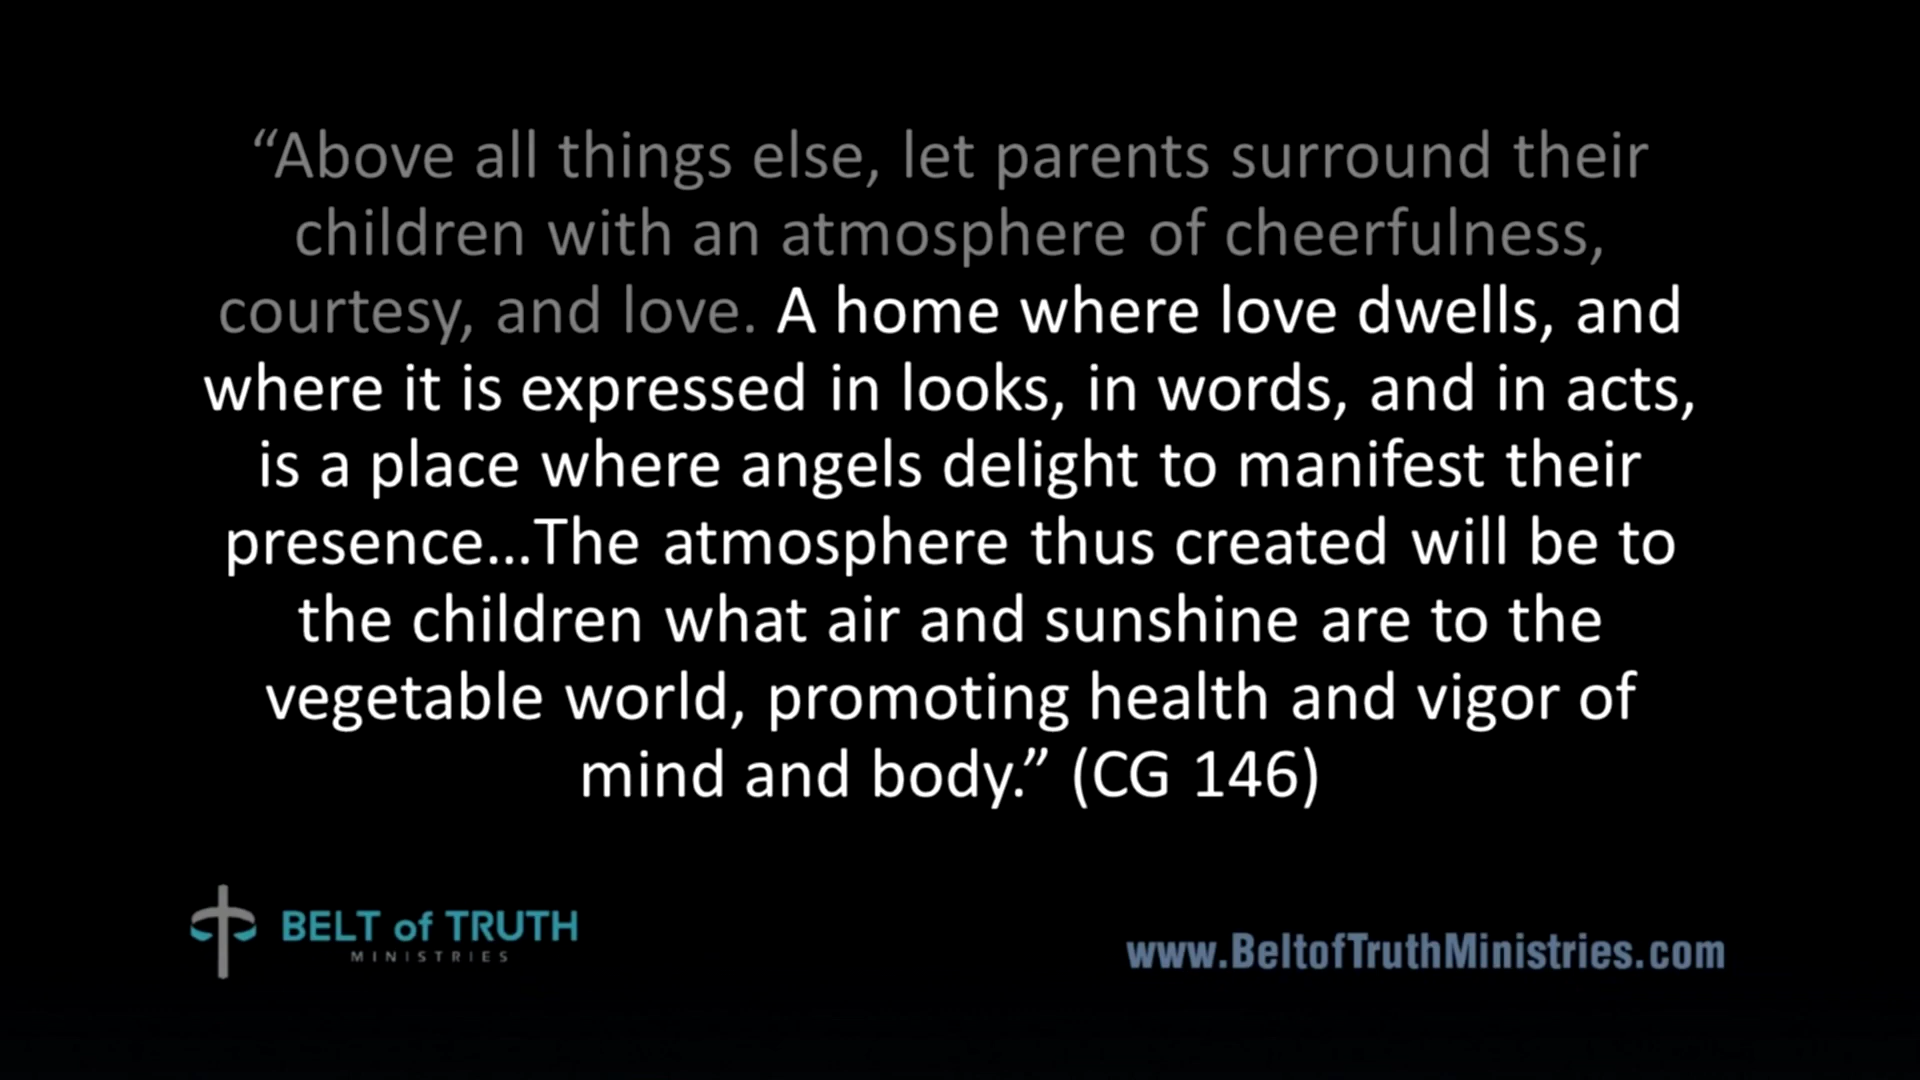 “Above all things else, let parents surround their
children with an atmosphere of cheerfulness,
courtesy, and love. A home where love dwells, and
where it is expressed in looks, in words, and in acts,
is a place where angels delight to manifest their
presence...The atmosphere thus created will be to
the children what air and sunshine are to the
vegetable world, promoting health and vigor of
mind and body.” (CG 146)
BELT of TRUTH
MINISTRIES
www.BeltofTruthMinistries.com